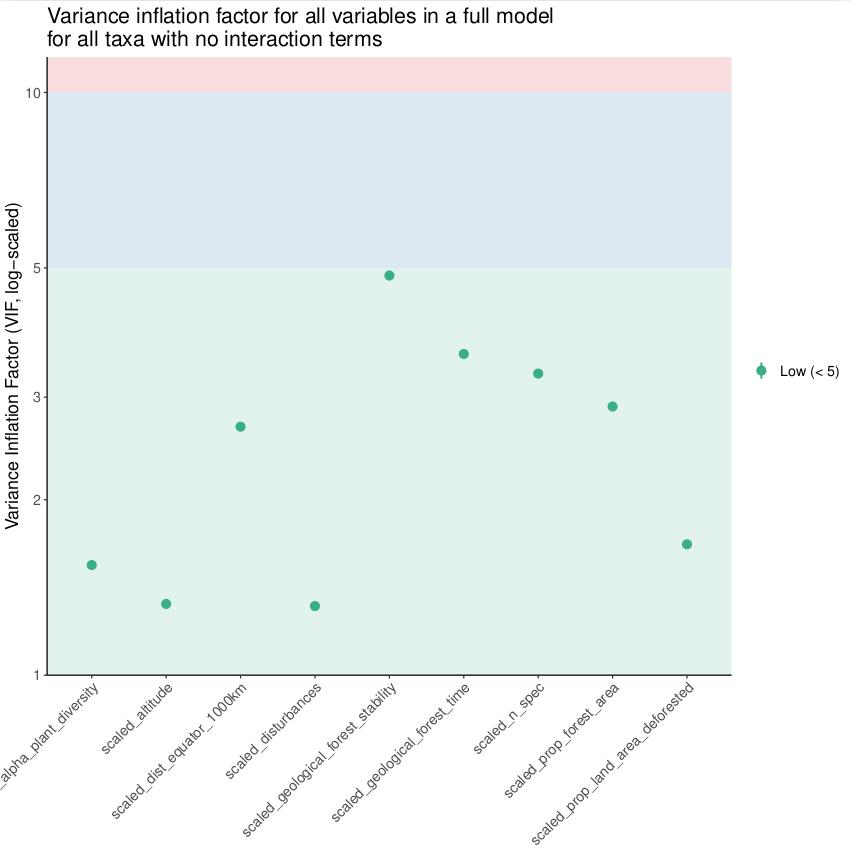 Variance inflation factor for all variables in a full model
for all taxa with no interaction terms
Variance Inflation Factor (VIF, log−scaled)
10
5
3
2
1
_alpha_plant_diversity
scaled_altitude
scaled_dist_equator_1000km
scaled_disturbances
scaled_geological_forest_stability
scaled_geological_forest_time
scaled_n_spec
scaled_prop_forest_area
scaled_prop_land_area_deforested
Low (< 5)